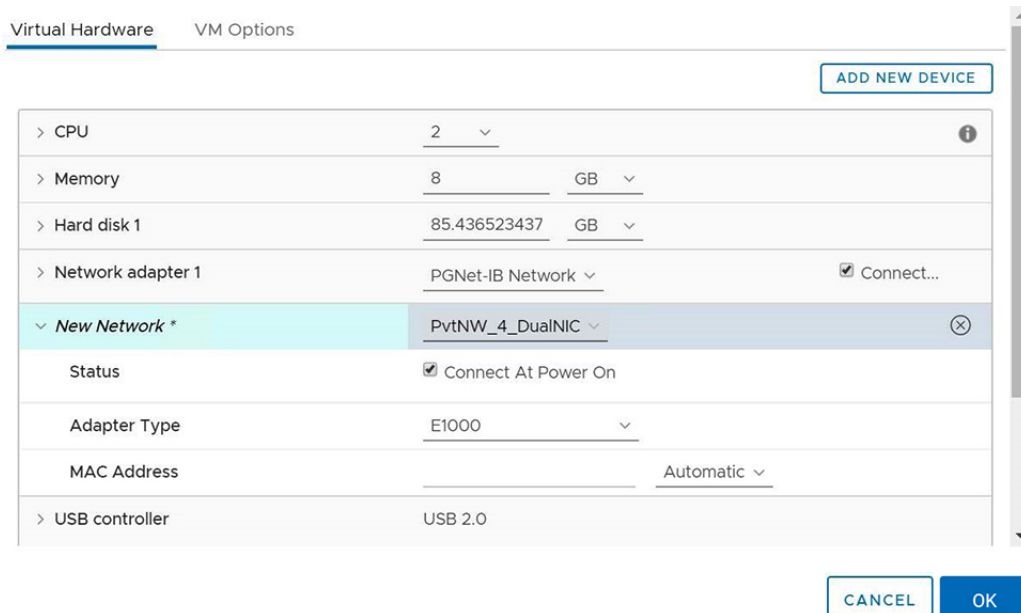 Virtual Hardware VM Options
ADD NEW DEVICE
CPU 2
Memory 8 GB
Hard disk 1 85.436523437 GB
Network adapter 1 PGNet-IB Network Connect...
New Network * PvtNW_4_DualNIC
Status Connect At Power On
Adapter Type E1000
MAC Address Automatic
USB controller USB 2.0
CANCEL OK